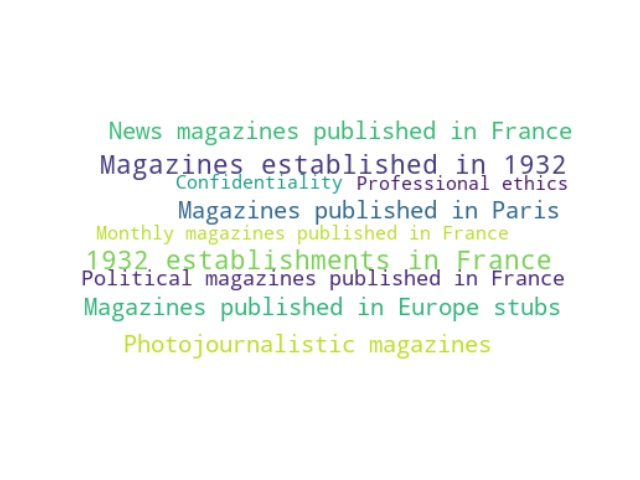 News magazines published in France
Magazines established in 1932
Confidentiality Professional ethics
Magazines published in Paris
Monthly magazines published in France
1932 establishments in France
Political magazines published in France
Magazines published in Europe stubs
Photojournalistic magazines